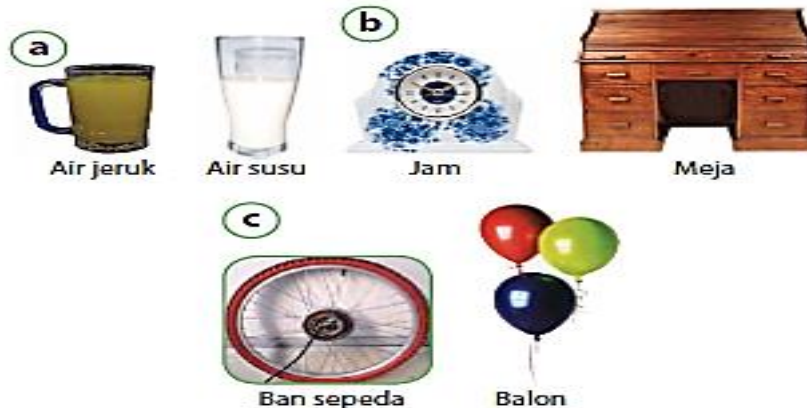 a
b
Air jeruk
Air susu
Jam
Meja
c
Ban sepeda
Balon